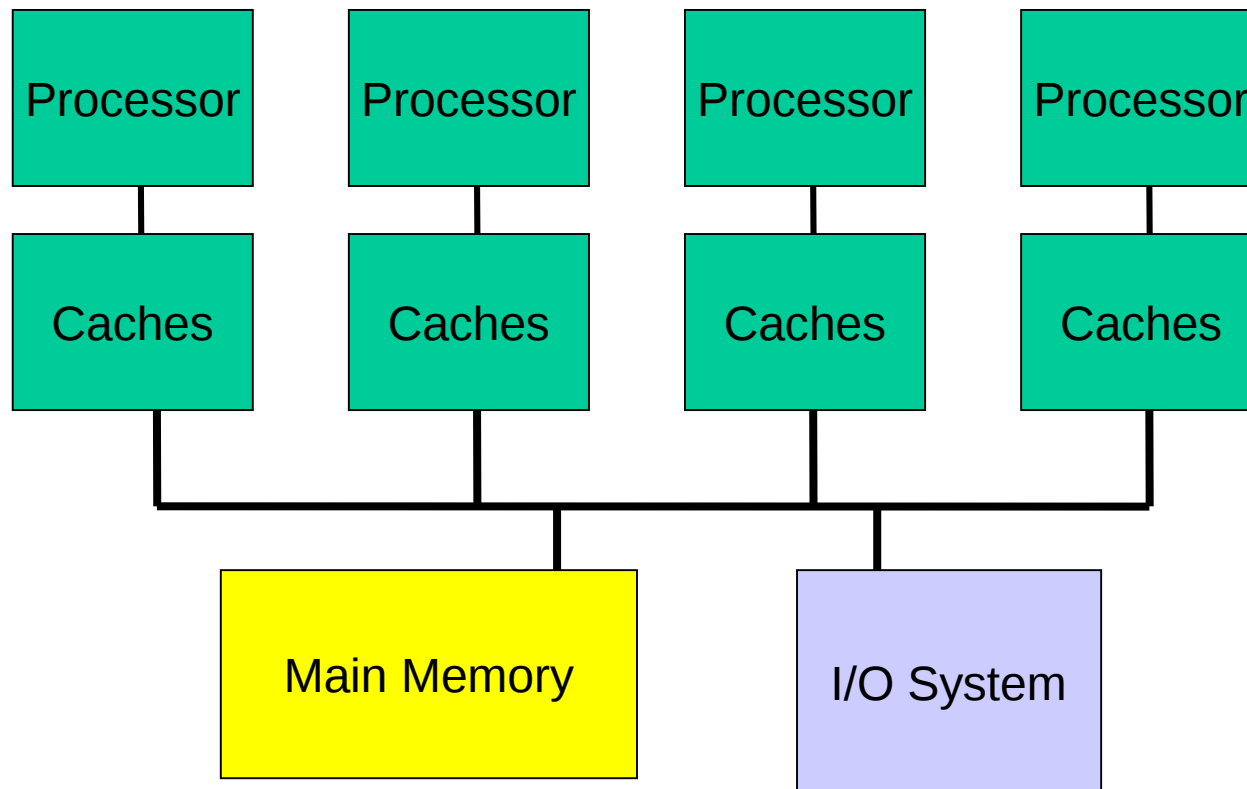 Processor
Processor
Processor
Processor
Caches
Caches
Caches
Caches
Main Memory
I/O System